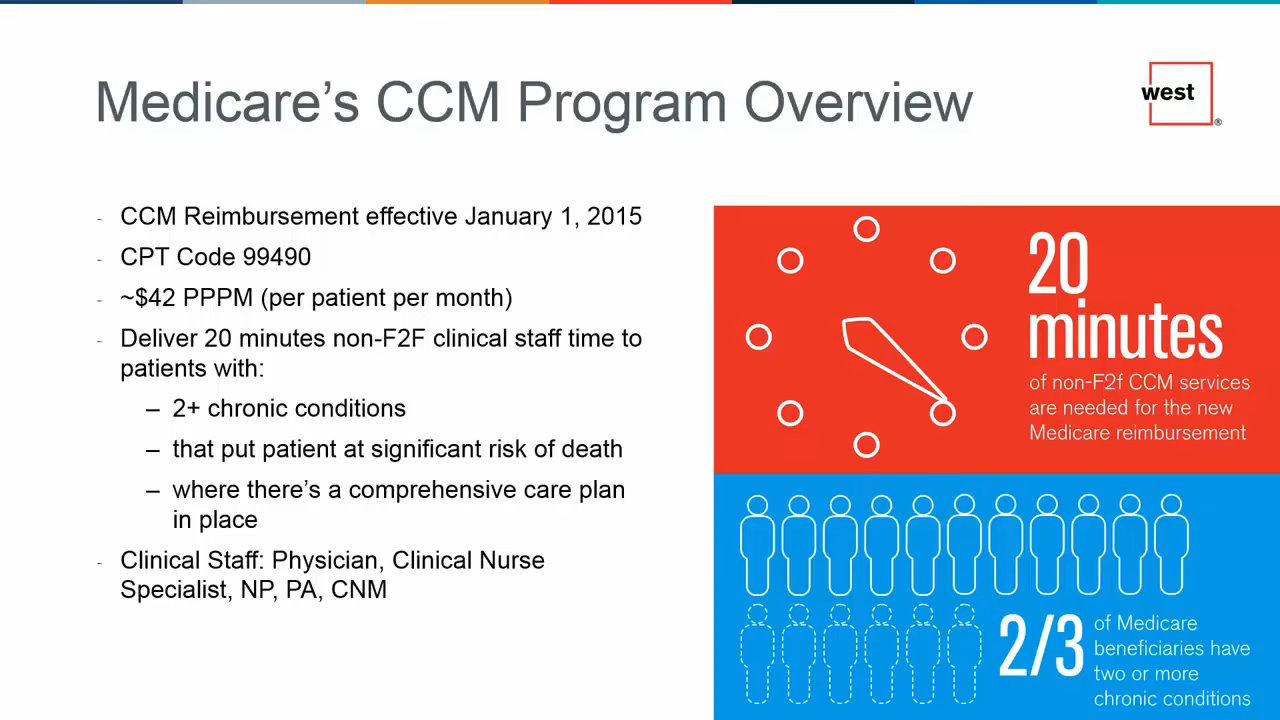 Medicare's CCM Program Overview
west
®
- CCM Reimbursement effective January 1, 2015
- CPT Code 99490
- ~$42 PPPM (per patient per month)
- Deliver 20 minutes non-F2F clinical staff time to
patients with:
– 2+ chronic conditions
– that put patient at significant risk of death
– where there's a comprehensive care plan
in place
- Clinical Staff: Physician, Clinical Nurse
Specialist, NP, PA, CNM
20
minutes
of non-F2f CCM services
are needed for the new
Medicare reimbursement
2/3
of Medicare
beneficiaries have
two or more
chronic conditions